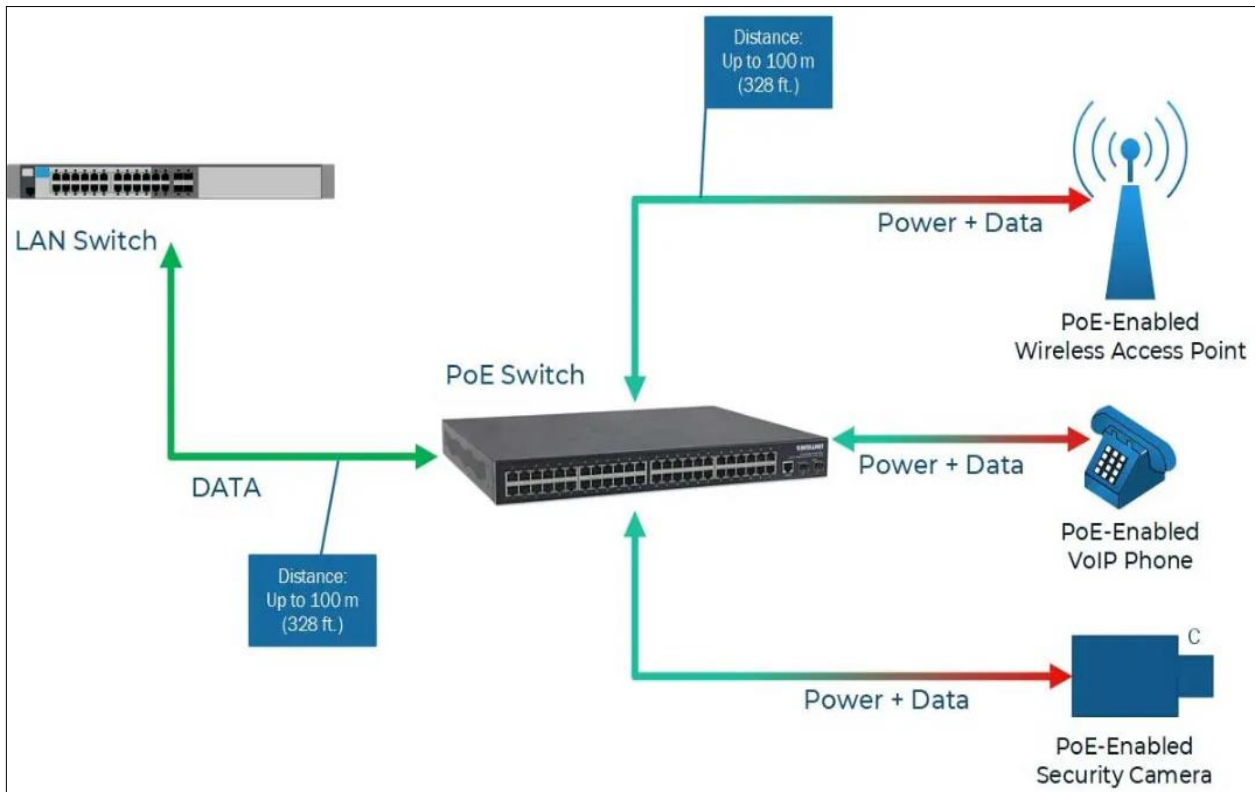 Distance:
Up to 100 m
(328 ft.)
LAN Switch
Power + Data
PoE-Enabled
Wireless Access Point
PoE Switch
DATA
Power + Data
PoE-Enabled
VoIP Phone
Distance:
Up to 100 m
(328 ft.)
C
Power + Data
PoE-Enabled
Security Camera